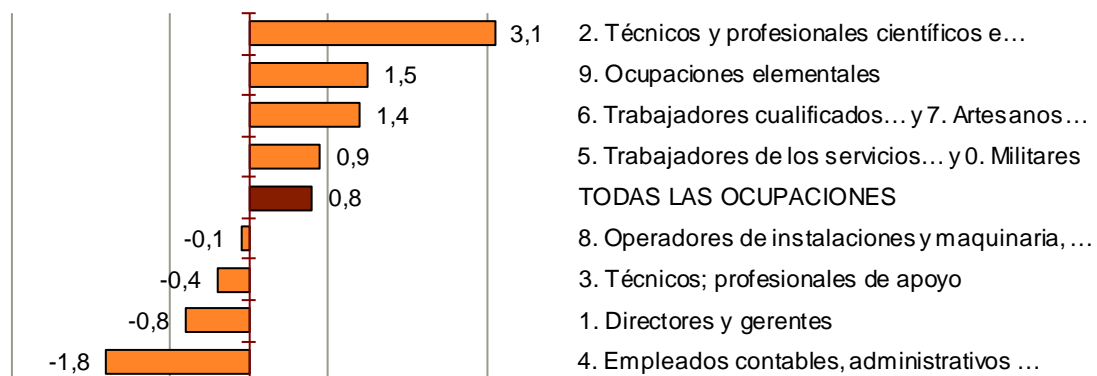 3,1 2. Técnicos y profesionales científicos e…
1,5 9. Ocupaciones elementales
1,4 6. Trabajadores cualificados… y 7. Artesanos…
0,9 5. Trabajadores de los servicios… y 0. Militares
0,8 TODAS LAS OCUPACIONES
-0,1 8. Operadores de instalaciones y maquinaria, …
-0,4 3. Técnicos; profesionales de apoyo
-0,8 1. Directores y gerentes
-1,8 4. Empleados contables, administrativos …